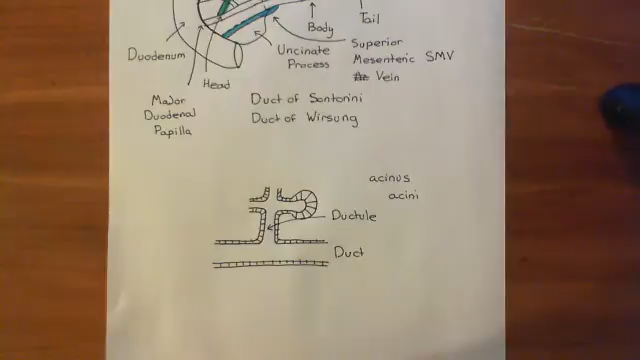 Tail
Body
Duodenum
Uncinate
Process
Superior
Mesenteric SMV
Vein
Head
Major
Duodenal
Papilla
Duct of Santorini
Duct of Wirsung
acinus
acini
Ductule
Duct